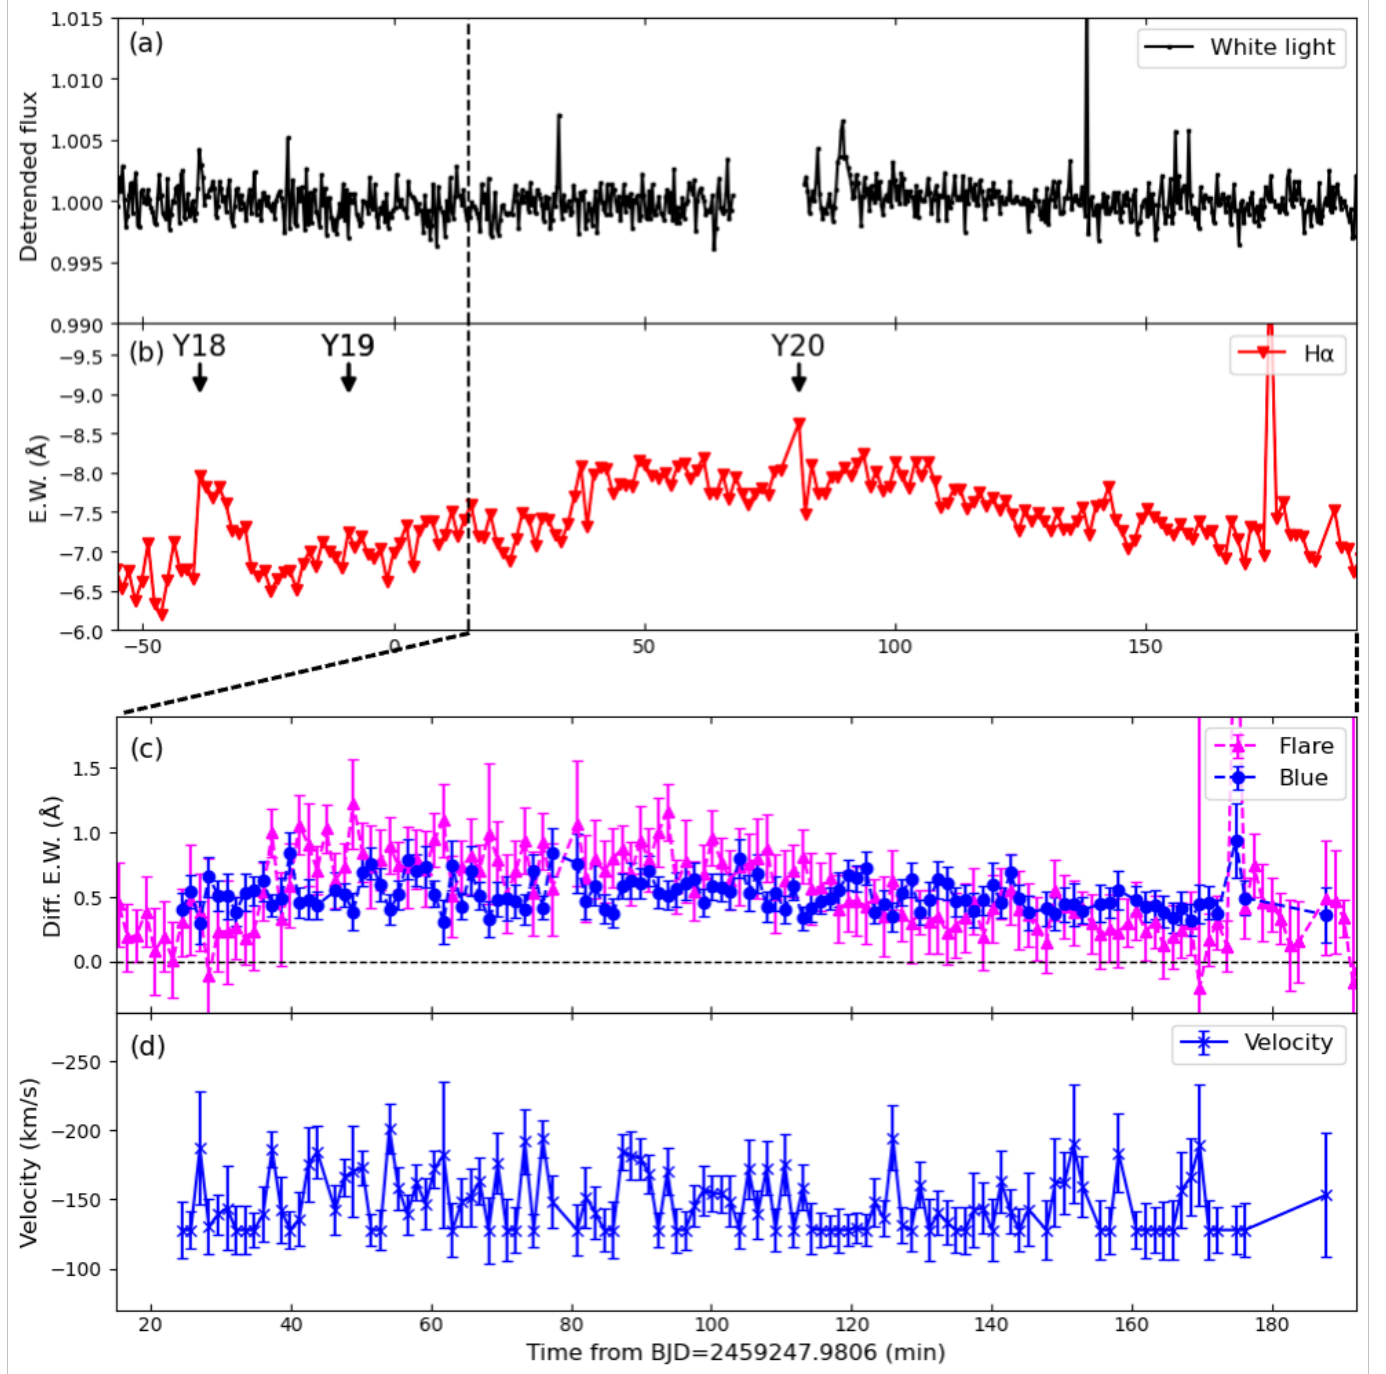 (a)
White light
Detrended flux
1.015
1.010
1.005
1.000
0.995
0.990
(b)
Y18
Y19
Y20
Hα
E.W. (Å)
−9.5
−9.0
−8.5
−8.0
−7.5
−7.0
−6.5
−6.0
−50
0
50
100
150
(c)
Flare
Blue
Diff. E.W. (Å)
1.5
1.0
0.5
0.0
(d)
Velocity
Velocity (km/s)
−250
−200
−150
−100
20
40
60
80
100
120
140
160
180
Time from BJD=2459247.9806 (min)